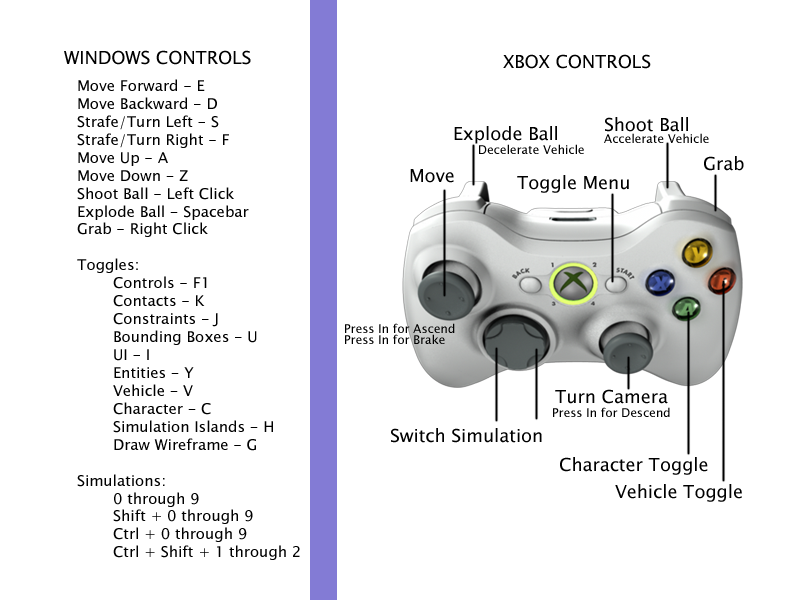 WINDOWS CONTROLS
Move Forward - E
Move Backward - D
Strafe/Turn Left - S
Strafe/Turn Right - F
Move Up - A
Move Down - Z
Shoot Ball - Left Click
Explode Ball - Spacebar
Grab - Right Click
Toggles:
Controls - F1
Contacts - K
Constraints - J
Bounding Boxes - U
UI - I
Entities - Y
Vehicle - V
Character - C
Simulation Islands - H
Draw Wireframe - G
Simulations:
0 through 9
Shift + 0 through 9
Ctrl + 0 through 9
Ctrl + Shift + 1 through 2
XBOX CONTROLS
Explode Ball
Decelerate Vehicle
Shoot Ball
Accelerate Vehicle
Grab
Move
Toggle Menu
Y
1 2
BACK START
X B
3 4
A
Press In for Ascend
Press In for Brake
Turn Camera
Press In for Descend
Switch Simulation
Character Toggle
Vehicle Toggle